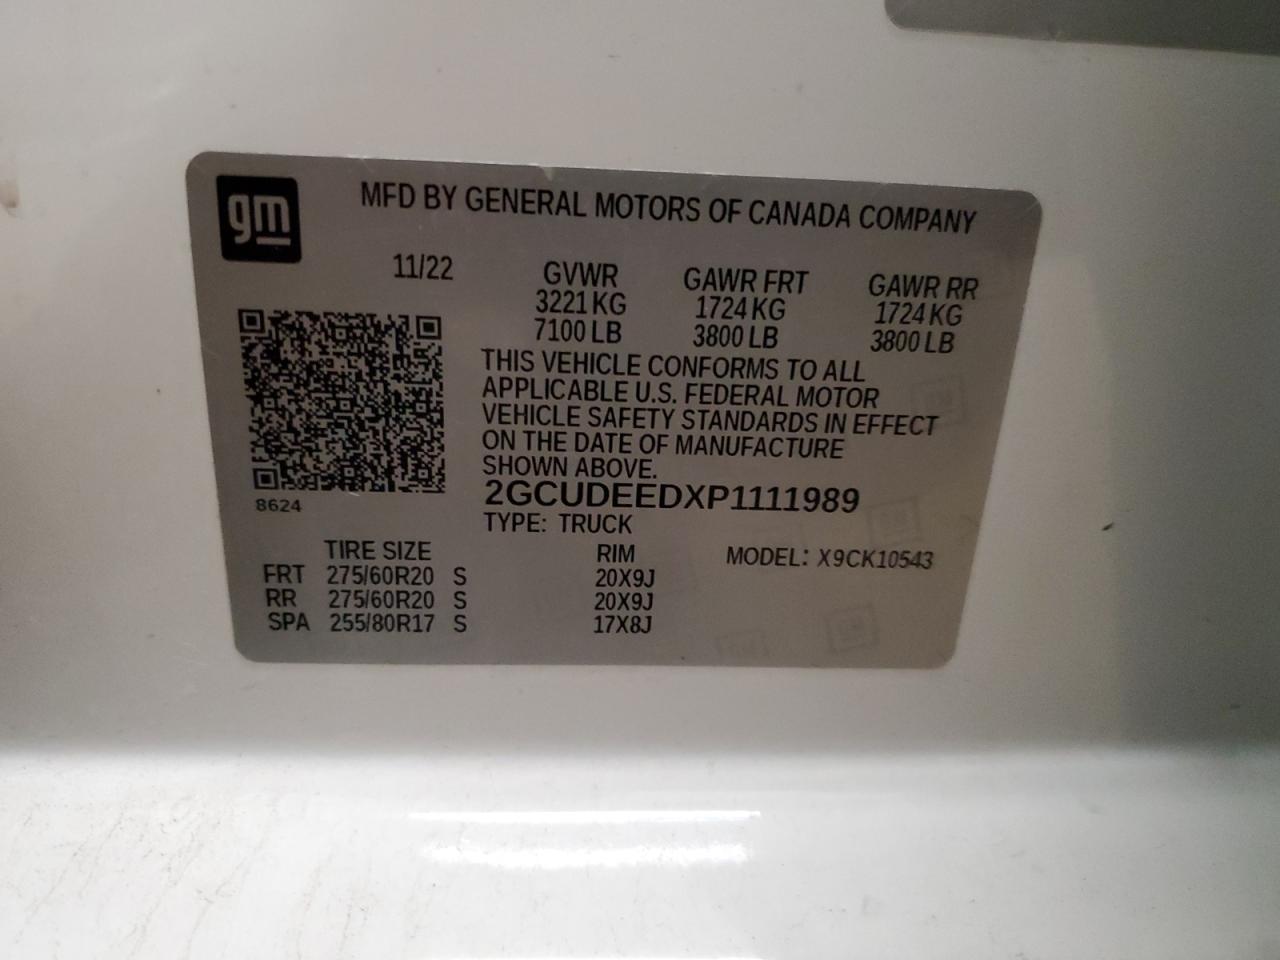 gm
MFD BY GENERAL MOTORS OF CANADA COMPANY
11/22
GVWR GAWR FRT GAWR RR
3221 KG 1724 KG 1724 KG
7100 LB 3800 LB 3800 LB
THIS VEHICLE CONFORMS TO ALL
APPLICABLE U.S. FEDERAL MOTOR
VEHICLE SAFETY STANDARDS IN EFFECT
ON THE DATE OF MANUFACTURE
SHOWN ABOVE.
2GCUDEEDXP1111989
8624
TYPE: TRUCK
TIRE SIZE RIM MODEL: X9CK10543
FRT 275/60R20 S 20X9J
RR 275/60R20 S 20X9J
SPA 255/80R17 S 17X8J